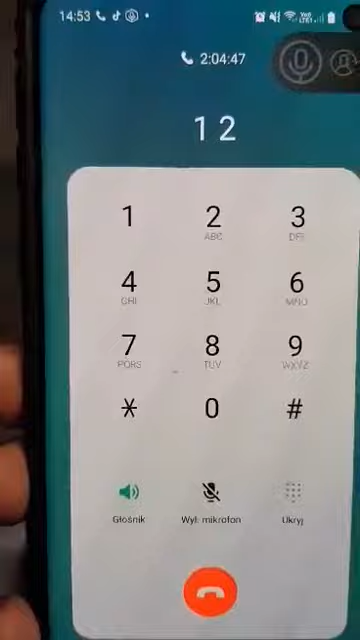 14:53
2:04:47
1 2
1 2 3
ABC DEF
4 5 6
GHI JKL MNO
7 8 9
PQRS TUV WXYZ
* 0 #
Głośnik Wył. mikrofon Ukryj